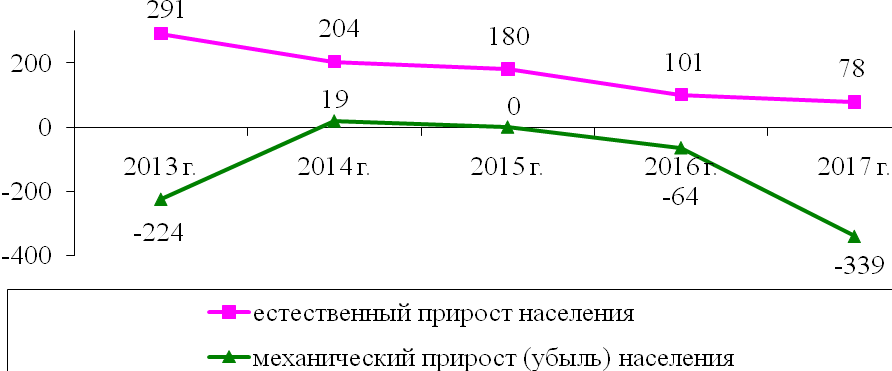 291
204
180
101
78
200
19
0
0
2013 г.
2014 г.
2015 г.
2016 г.
2017 г.
-200
-64
-224
-400
-339
естественный прирост населения
механический прирост (убыль) населения